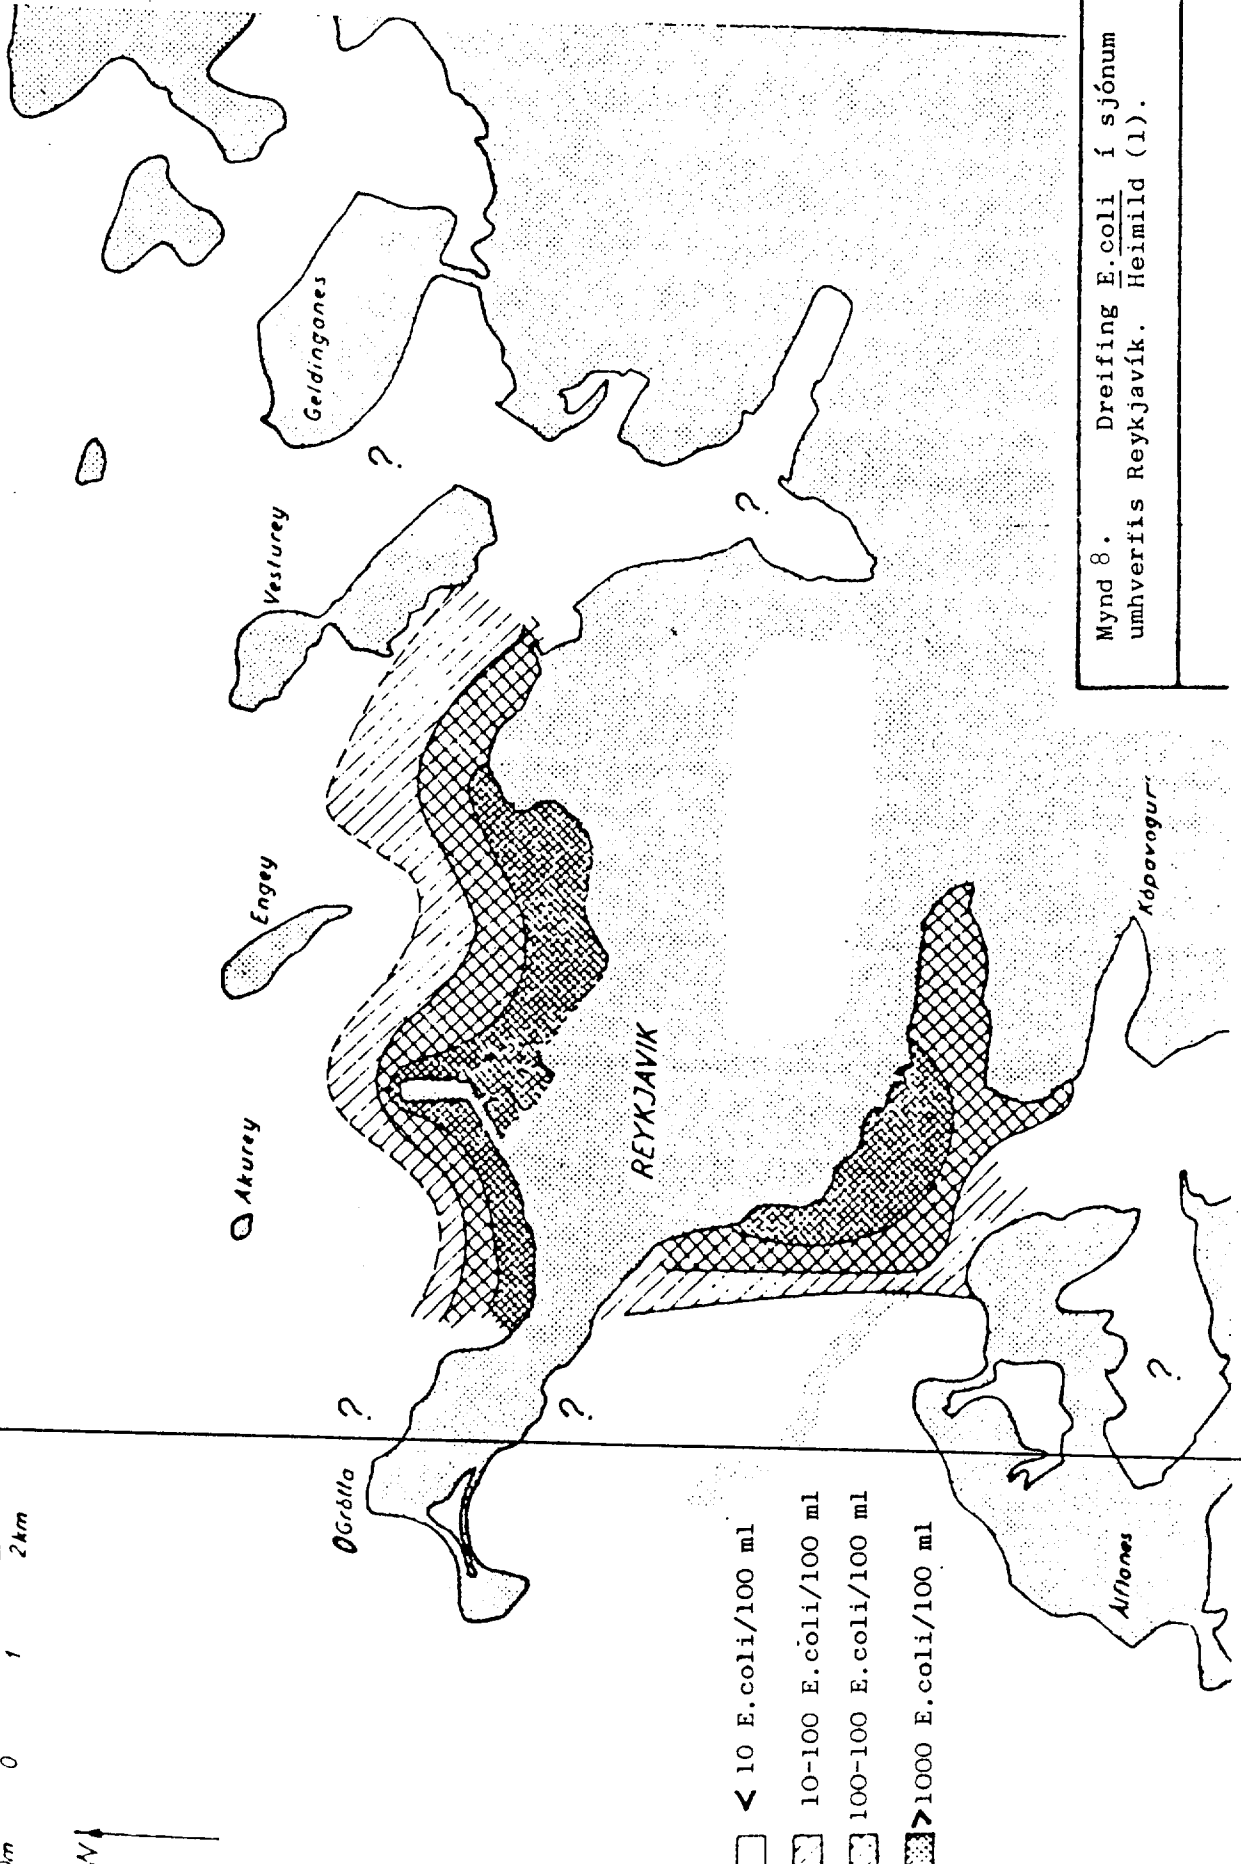 m 0 1 2km
N
Akurey
Engey
Vesturey
Geldinganes
?
?
?
?
?
Grótta
REYKJAVIK
Kópavogur
Álftanes
< 10 E.coli/100 ml
10-100 E.coli/100 ml
100-100 E.coli/100 ml
>1000 E.coli/100 ml
Mynd 8. Dreifing E.coli í sjónum
umhverfis Reykjavík. Heimild (1).